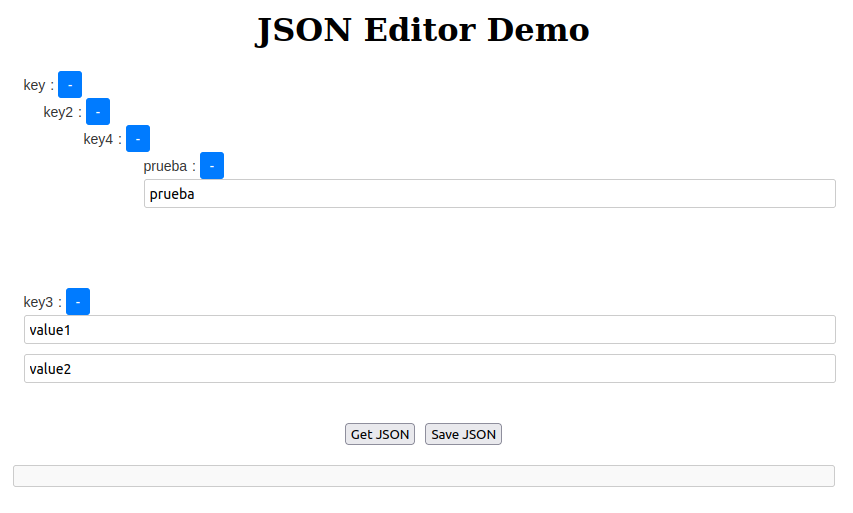 JSON Editor Demo
key : -
key2 : -
key4 : -
prueba : -
prueba
key3 : -
value1
value2
Get JSON Save JSON